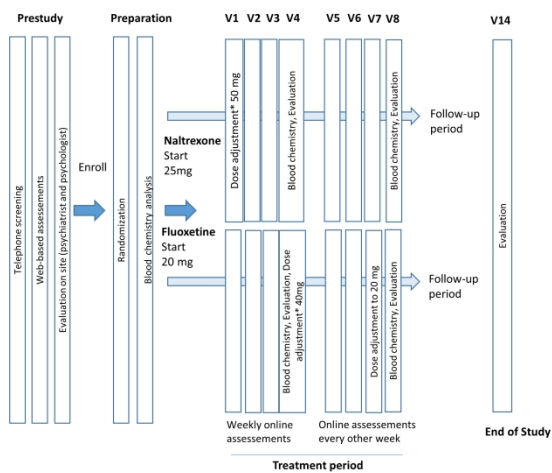 Prestudy
Preparation
V1 V2 V3 V4
V5 V6 V7 V8
V14
Telephone screening
Web-based assessments
Evaluation on site (psychiatrist and psychologist)
Enroll
Randomization
Blood chemistry analysis
Naltrexone
Start
25mg
Fluoxetine
Start
20 mg
Dose adjustment* 50 mg
Blood chemistry, Evaluation
Blood chemistry, Evaluation
Follow-up
period
Blood chemistry, Evaluation, Dose
adjustment* 40mg
Dose adjustment to 20 mg
Blood chemistry, Evaluation
Follow-up
period
Evaluation
Weekly online
assessements
Online assessments
every other week
End of Study
Treatment period